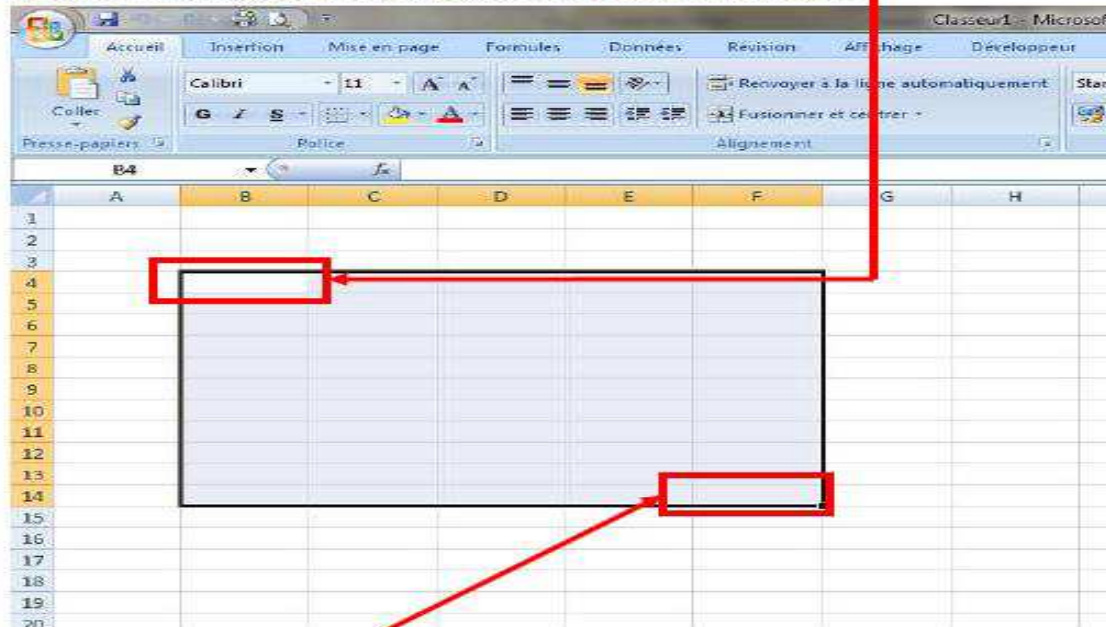 Classeur1 - Microsof
Accueil Insertion Mise en page Formules Données Révision Affichage Développeur
Calibri 11 A A Renvoyer à la ligne automatiquement Star
Coller G I S A Fusionner et centrer
Presse-papiers Police Alignement
B4 fx
A B C D E F G H
1
2
3
4
5
6
7
8
9
10
11
12
13
14
15
16
17
18
19
20